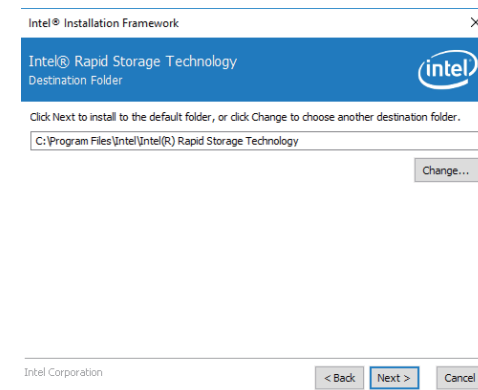 Intel® Installation Framework
Intel® Rapid Storage Technology
intel
Destination Folder
Click Next to install to the default folder, or click Change to choose another destination folder.
C:\Program Files\Intel\Intel(R) Rapid Storage Technology
Change...
Intel Corporation
< Back Next > Cancel